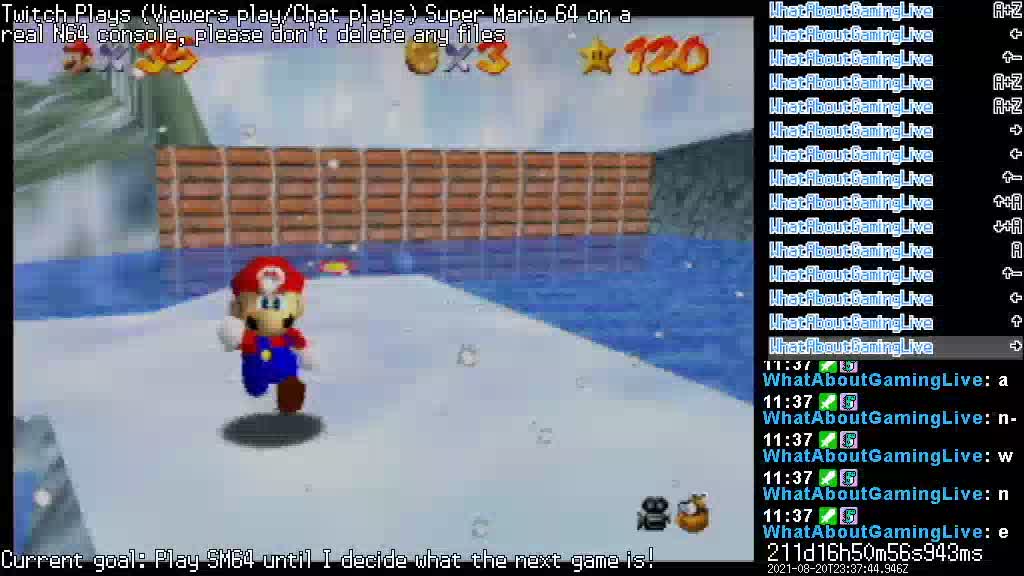 Twitch Plays (Viewers play/Chat plays) Super Mario 64 on a
real N64 console, please don't delete any files
35 3 120
WhatAboutGamingLive A+Z
WhatAboutGamingLive ←
WhatAboutGamingLive ↑-
WhatAboutGamingLive A+Z
WhatAboutGamingLive A+Z
WhatAboutGamingLive →
WhatAboutGamingLive ←
WhatAboutGamingLive ↑-
WhatAboutGamingLive ↑+A
WhatAboutGamingLive ↓+A
WhatAboutGamingLive A
WhatAboutGamingLive ↑-
WhatAboutGamingLive ←
WhatAboutGamingLive ↑
WhatAboutGamingLive →
11:37
WhatAboutGamingLive: a
11:37
WhatAboutGamingLive: n-
11:37
WhatAboutGamingLive: w
11:37
WhatAboutGamingLive: n
11:37
WhatAboutGamingLive: e
Current goal: Play SM64 until I decide what the next game is!
211d16h50m56s943ms
2021-08-20T23:37:44.946Z